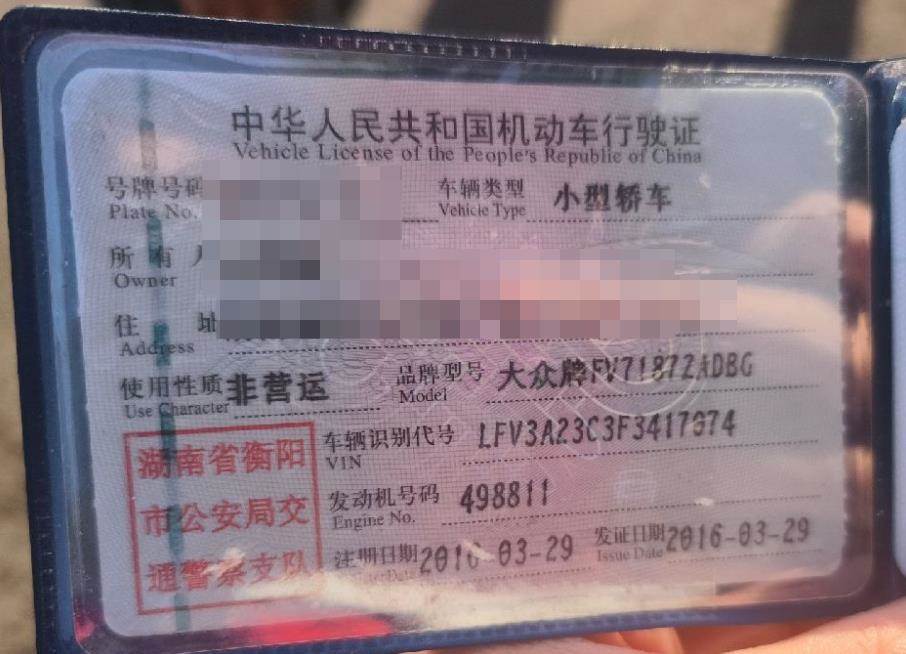 中华人民共和国机动车行驶证
Vehicle License of the People's Republic of China
号牌号码
Plate No.
车辆类型 小型轿车
Vehicle Type
所有人
Owner
住址
Address
使用性质 非营运
Use Character
品牌型号 大众牌FV7187ZADBG
Model
车辆识别代号 LFV3A23C3F3417074
VIN
发动机号码 498811
Engine No.
注册日期 2016-03-29
发证日期 2016-03-29
Issue Date
湖南省衡阳
市公安局交
通警察支队